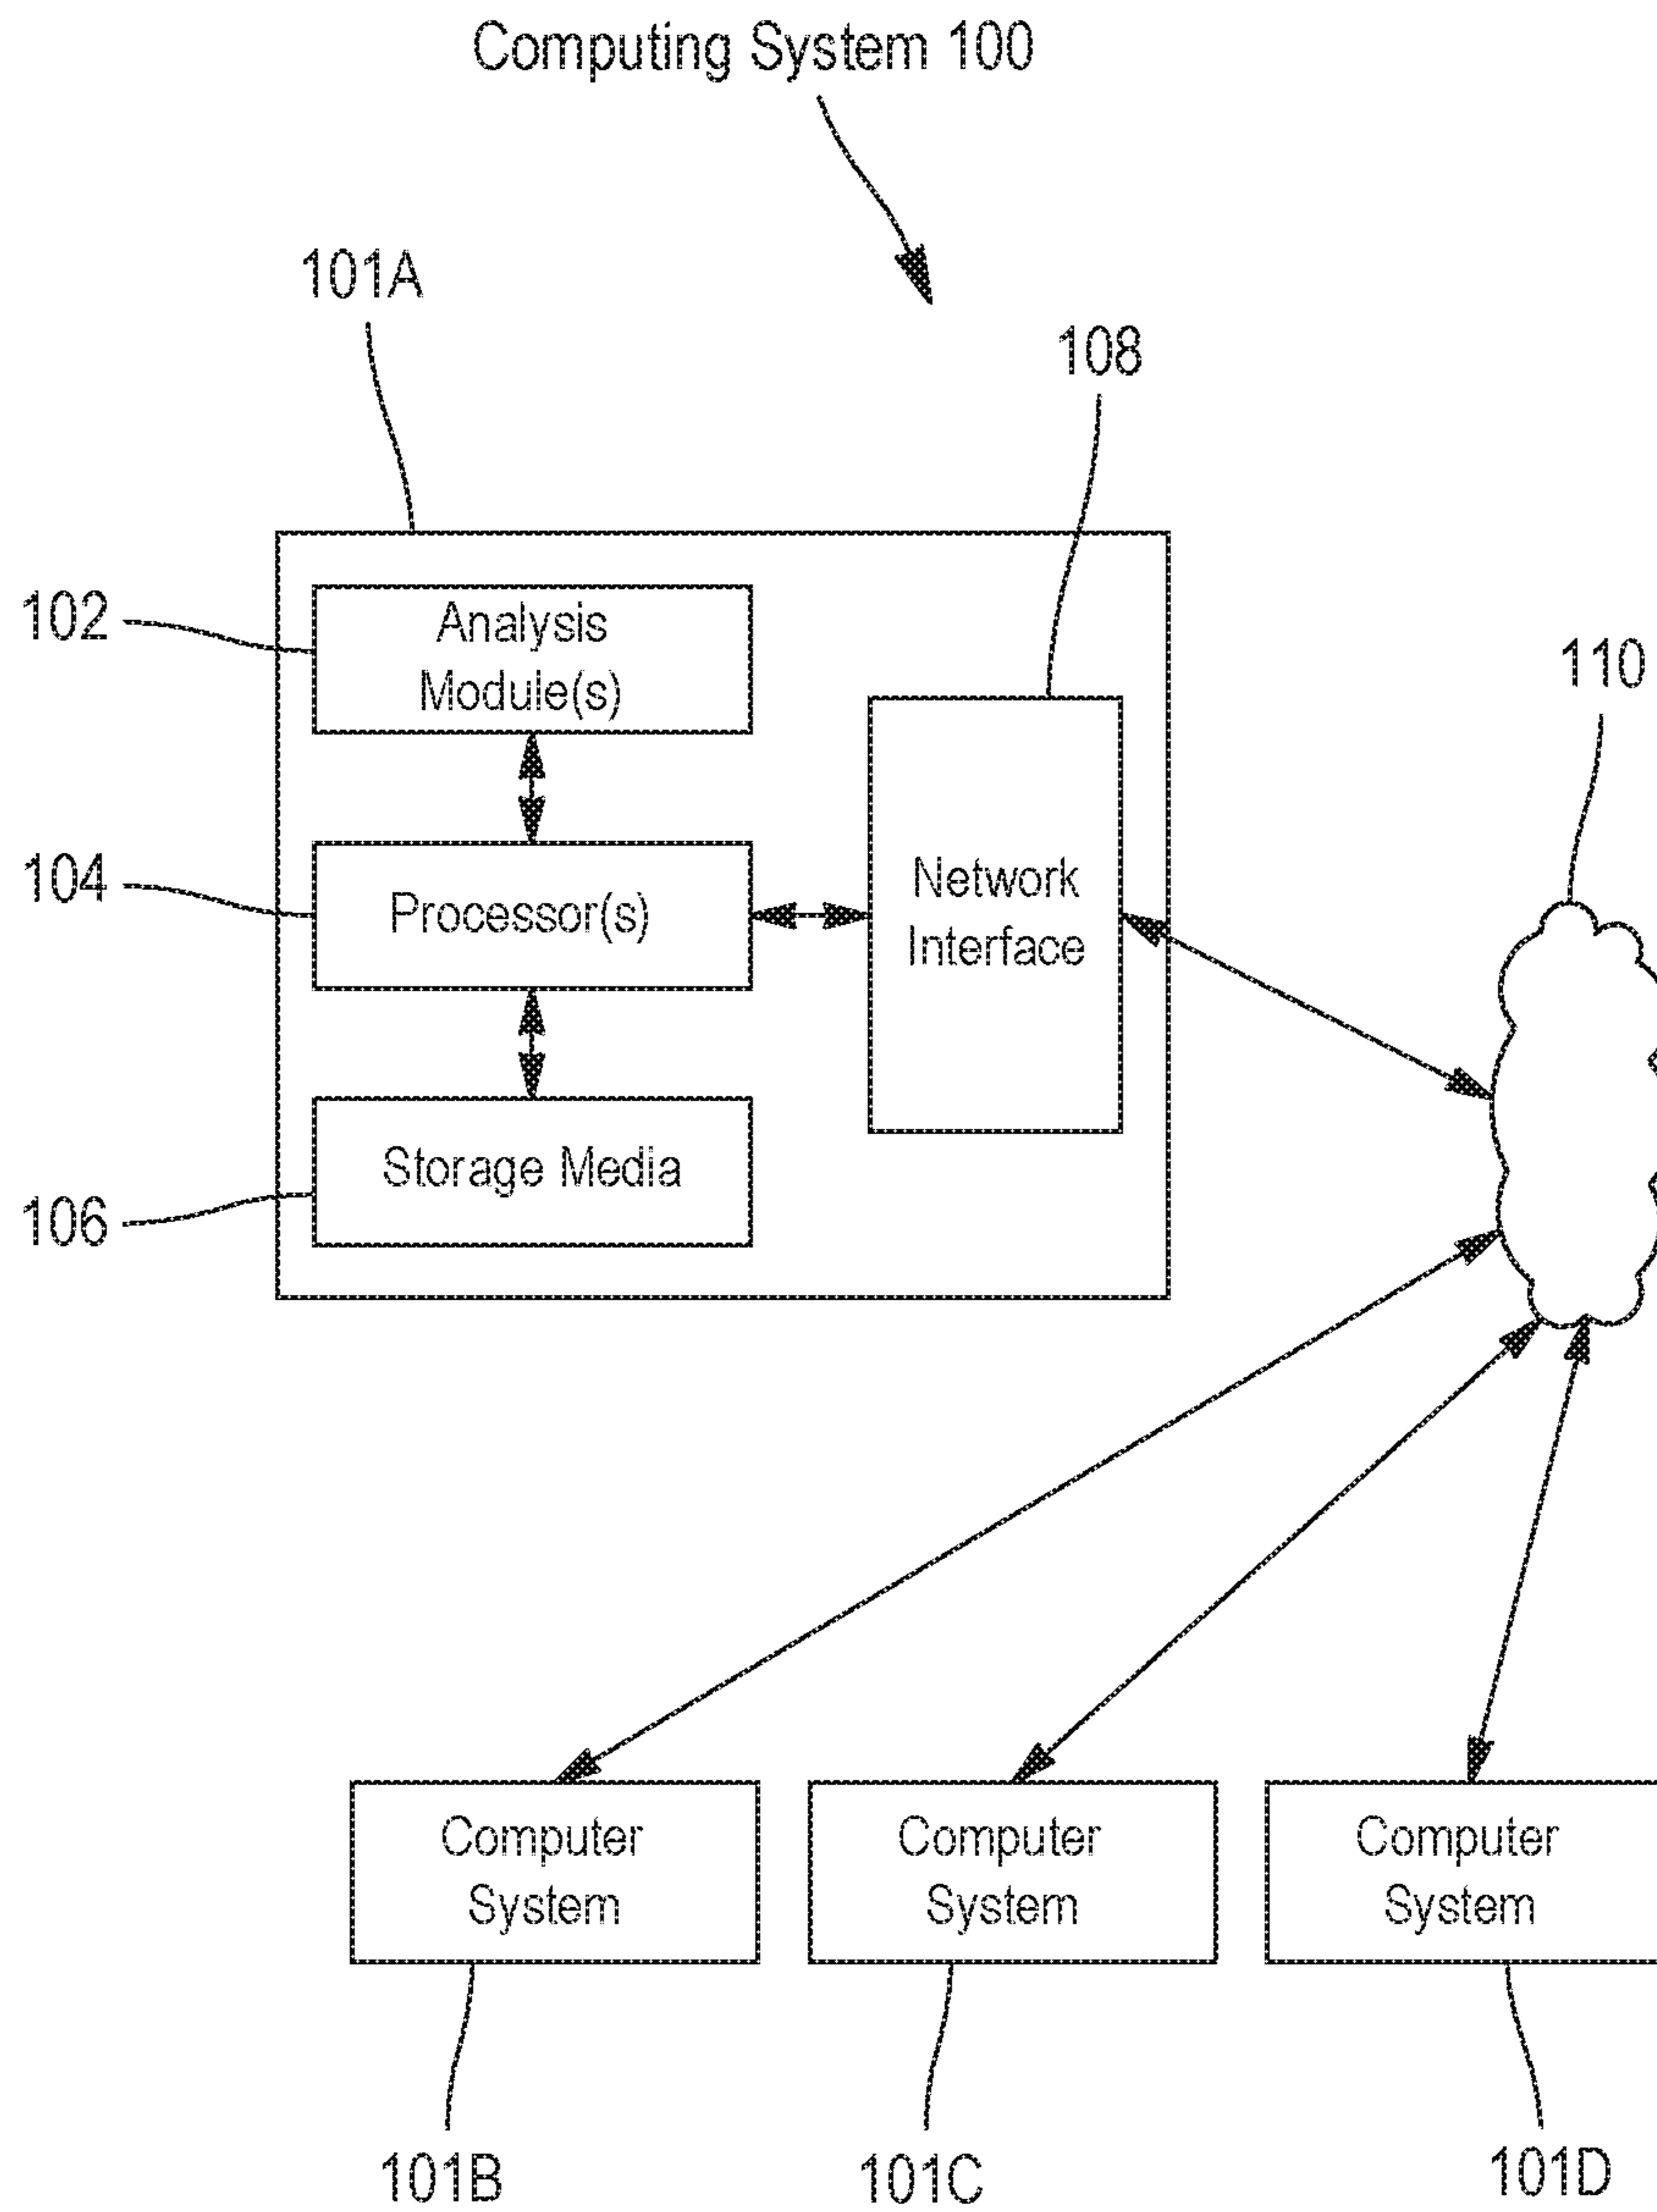 Computing System 100
101A
108
102
Analysis
Module(s)
110
104
Processor(s)
Network
Interface
106
Storage Media
Computer
System
Computer
System
Computer
System
101B
101C
101D